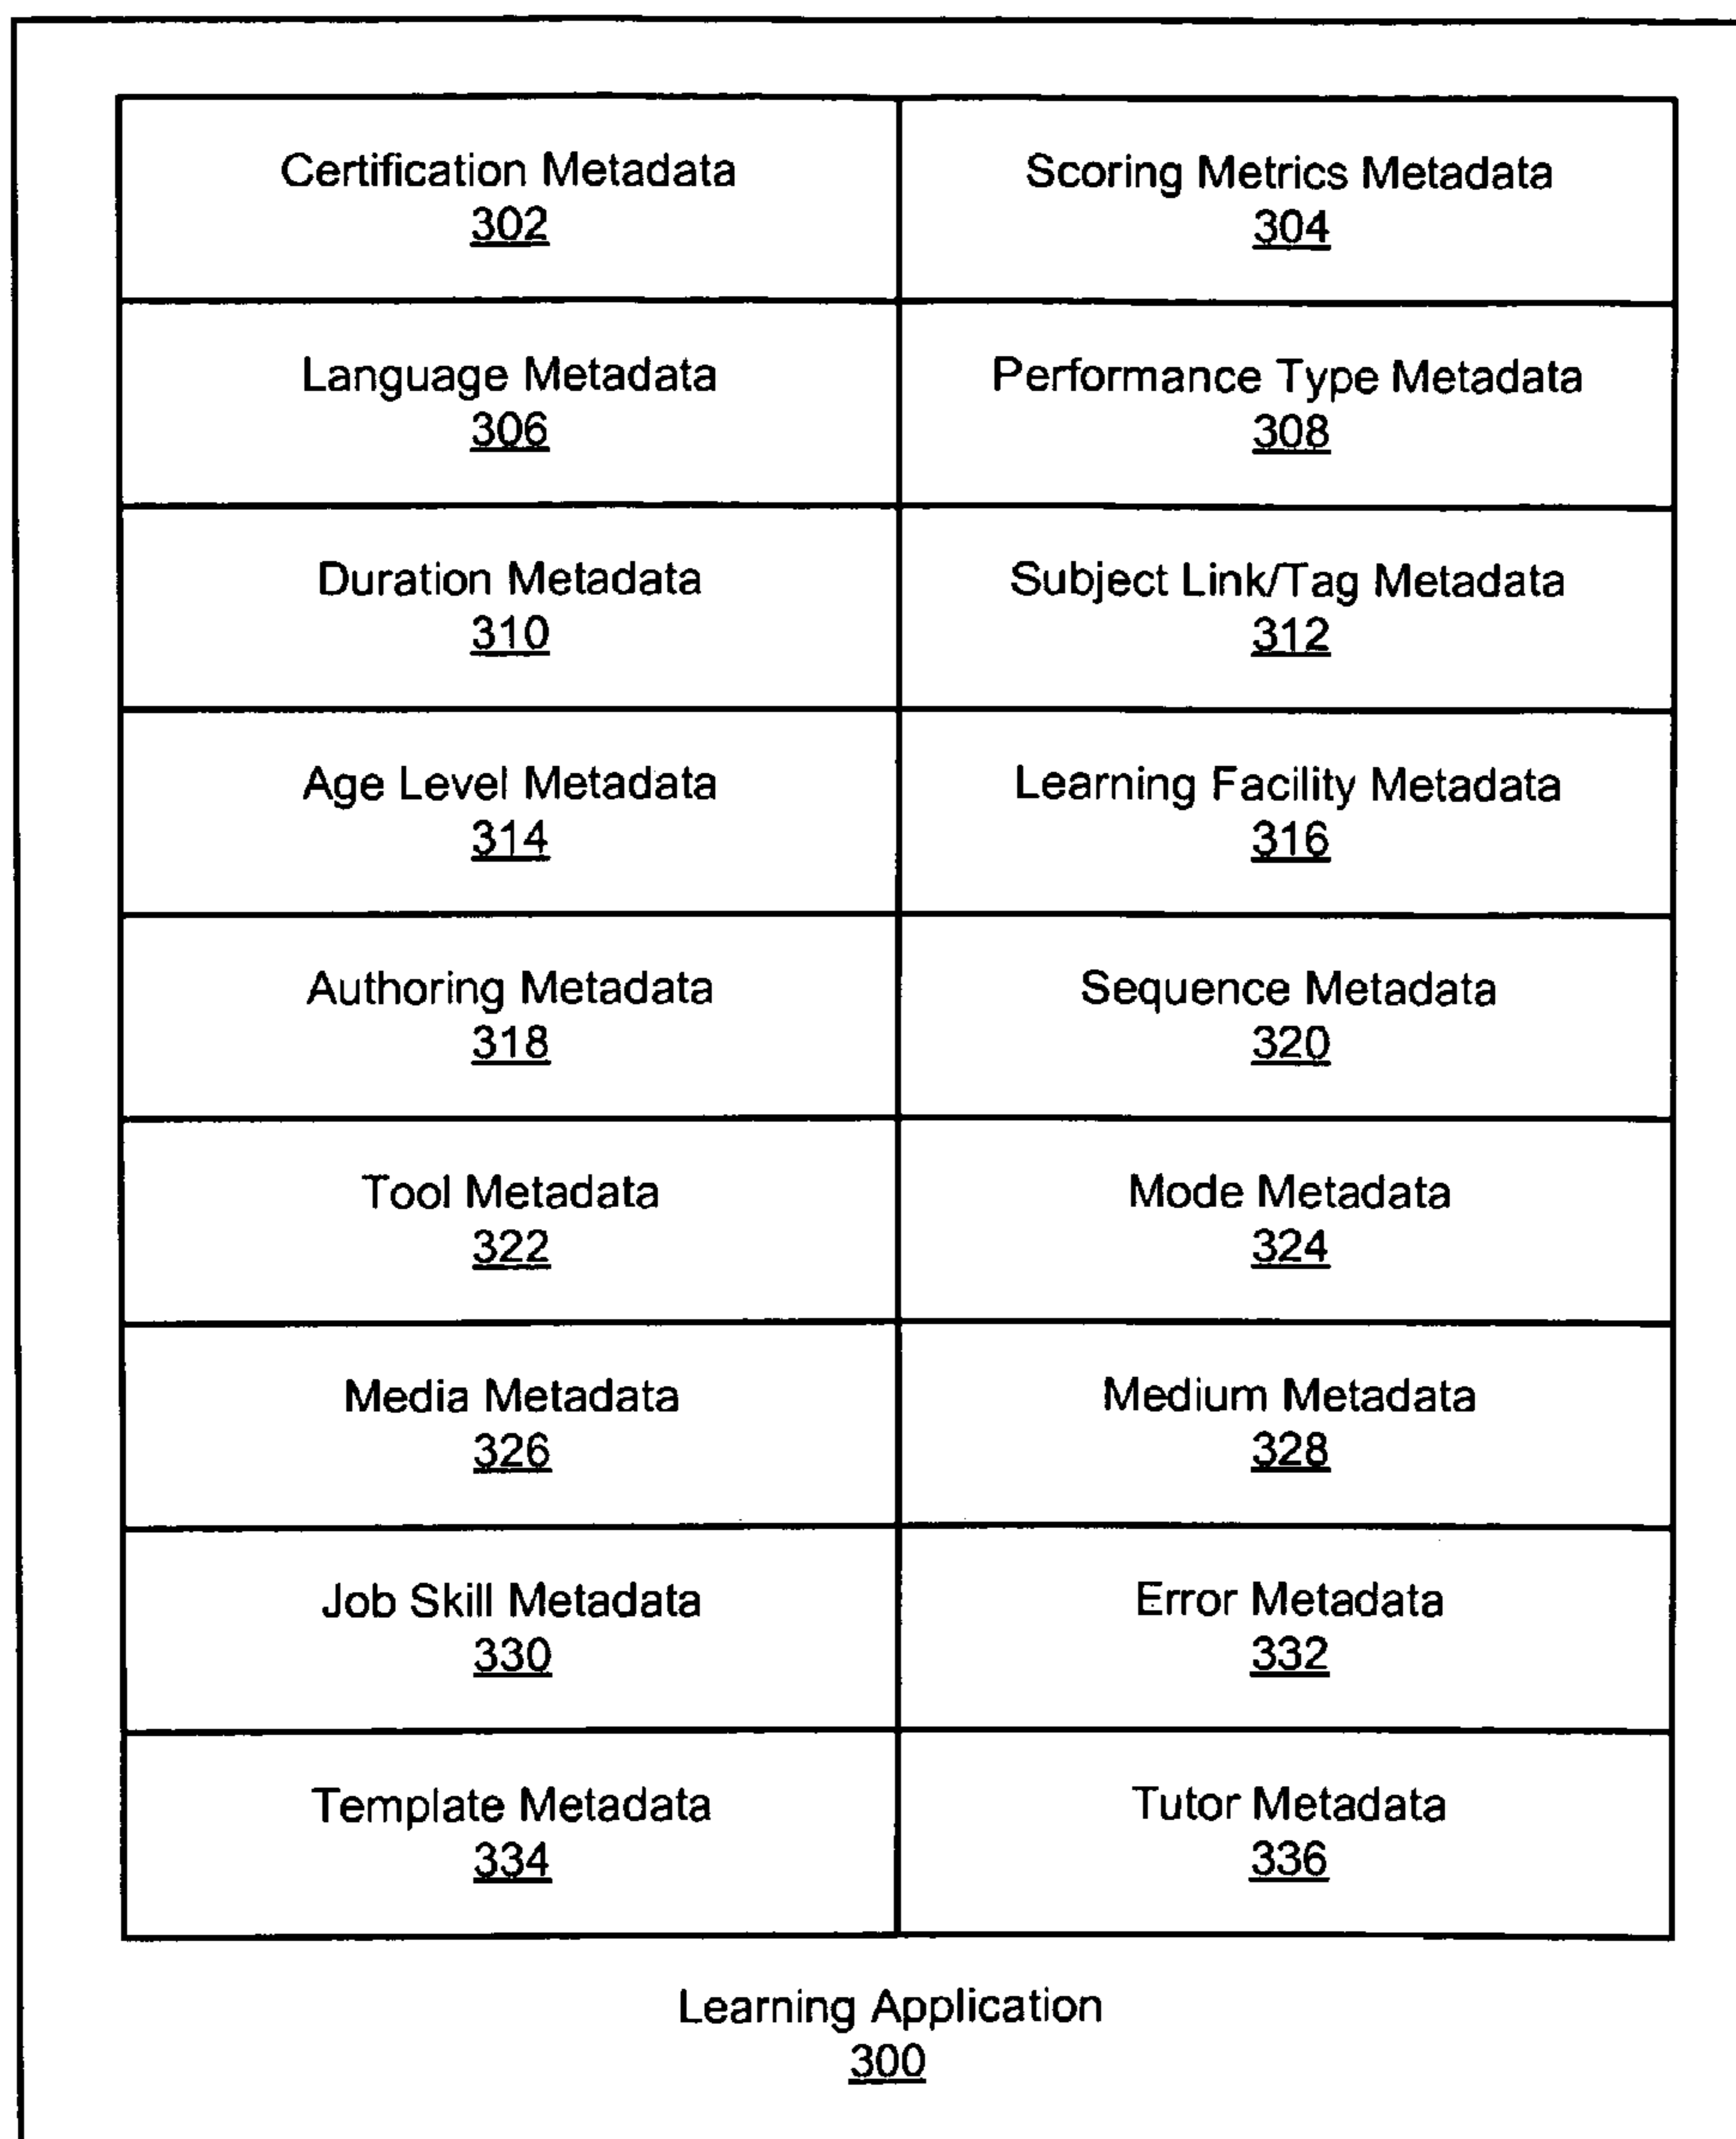 Certification Metadata
302
Scoring Metrics Metadata
304
Language Metadata
306
Performance Type Metadata
308
Duration Metadata
310
Subject Link/Tag Metadata
312
Age Level Metadata
314
Learning Facility Metadata
316
Authoring Metadata
318
Sequence Metadata
320
Tool Metadata
322
Mode Metadata
324
Media Metadata
326
Medium Metadata
328
Job Skill Metadata
330
Error Metadata
332
Template Metadata
334
Tutor Metadata
336
Learning Application
300